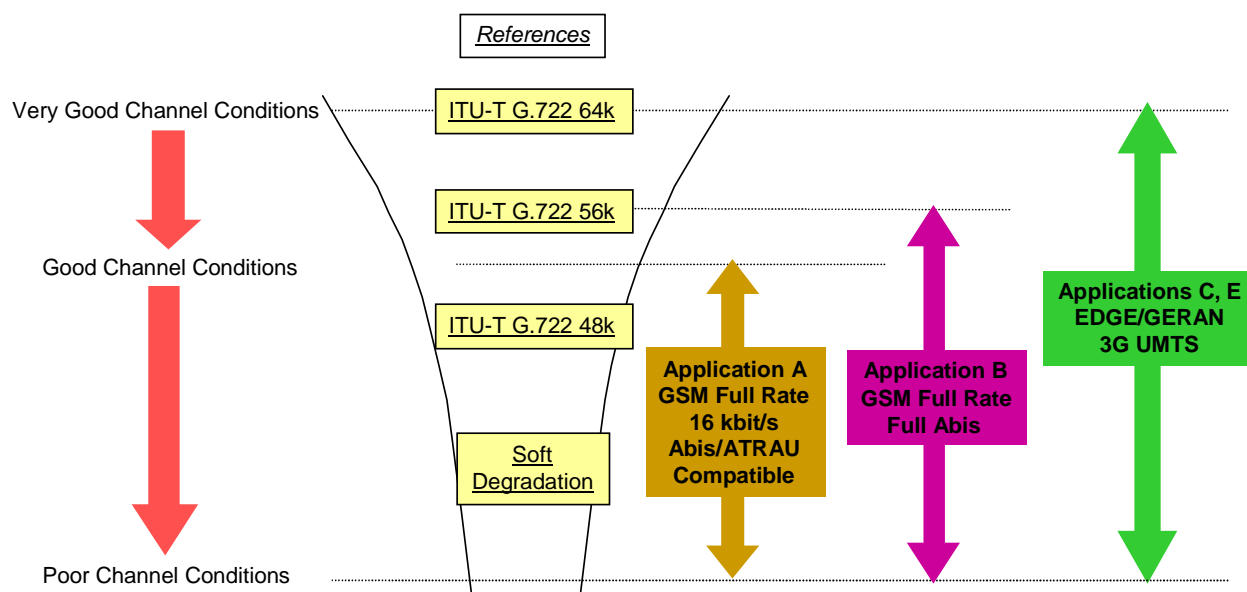 References
Very Good Channel Conditions
ITU-T G.722 64k
ITU-T G.722 56k
Good Channel Conditions
ITU-T G.722 48k
Soft
Degradation
Poor Channel Conditions
Application A
GSM Full Rate
16 kbit/s
Abis/ATRAU
Compatible
Application B
GSM Full Rate
Full Abis
Applications C, E
EDGE/GERAN
3G UMTS